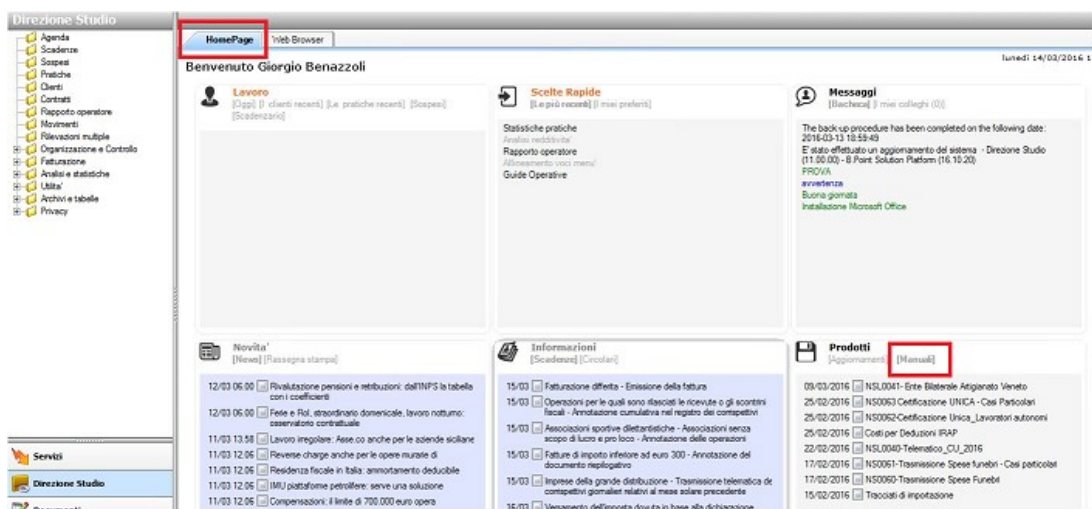 Direzione Studio
Agenda
Scadenze
Sospesi
Pratiche
Clienti
Contratti
Rapporto operatore
Movimenti
Rilevazioni multiple
Organizzazione e Controllo
Fatturazione
Analisi e statistiche
Utilita'
Archivi e tabelle
Privacy
Servizi
Direzione Studio
HomePage
Web Browser
Benvenuto Giorgio Benazzoli
lunedì 14/03/2016 1
Lavoro
[Oggi] [I clienti recenti] [Le pratiche recenti] [Sospesi]
[Scadenzario]
Scelte Rapide
[Le più recenti] [I miei preferiti]
Statistiche pratiche
Analisi redditivita'
Rapporto operatore
Allineamento voci menu'
Guide Operative
Messaggi
[Bacheca] [I miei colleghi (0)]
The back-up procedure has been completed on the following date:
2016-03-13 18:59:49
E' stato effettuato un aggiornamento del sistema - Direzione Studio
(11.00.00) - B.Point Solution Platform (16.10.20)
PROVA
avvertenza
Buona giornata
Installazione Microsoft Office
Novita'
[News] [Rassegna stampa]
12/03 06.00 Rivalutazione pensioni e retribuzioni: dall'INPS la tabella
con i coefficienti
12/03 06.00 Ferie e Rol, straordinario domenicale, lavoro notturno:
osservatorio contrattuale
11/03 13.58 Lavoro irregolare: Asse.co anche per le aziende siciliane
11/03 12.06 Reverse charge anche per le opere murarie di
11/03 12.06 Residenza fiscale in Italia: ammortamento deducibile
11/03 12.06 IMU piattaforme petrolifere: serve una soluzione
11/03 12.06 Compensazioni: il limite di 700.000 euro opera
Informazioni
[Scadenze] [Circolari]
15/03 Fatturazione differita - Emissione della fattura
15/03 Operazioni per le quali sono rilasciati le ricevute o gli scontrini
fiscali - Annotazione cumulativa nel registro dei corrispettivi
15/03 Associazioni sportive dilettantistiche - Associazioni senza
scopo di lucro e pro loco - Annotazione delle operazioni
15/03 Fatture di importo inferiore ad euro 300 - Annotazione del
documento riepilogativo
15/03 Imprese della grande distribuzione - Trasmissione telematica de
corrispettivi giornalieri relativi al mese solare precedente
16/03 Versamento dell'imposta dovuta in base alla dichiarazione
Prodotti
[Aggiornamenti] [Manuali]
09/03/2016 NSL0041- Ente Bilaterale Artigianato Veneto
25/02/2016 NS0063 Certificazione UNICA - Casi Particolari
25/02/2016 NS0062-Certificazione Unica_Lavoratori autonomi
25/02/2016 Costi per Deduzioni IRAP
22/02/2016 NSL0040-Telematico_CU_2016
17/02/2016 NS0061-Trasmissione Spese funebri - Casi particolari
17/02/2016 NS0060-Trasmissione Spese Funebri
15/02/2016 Tracciati di importazione